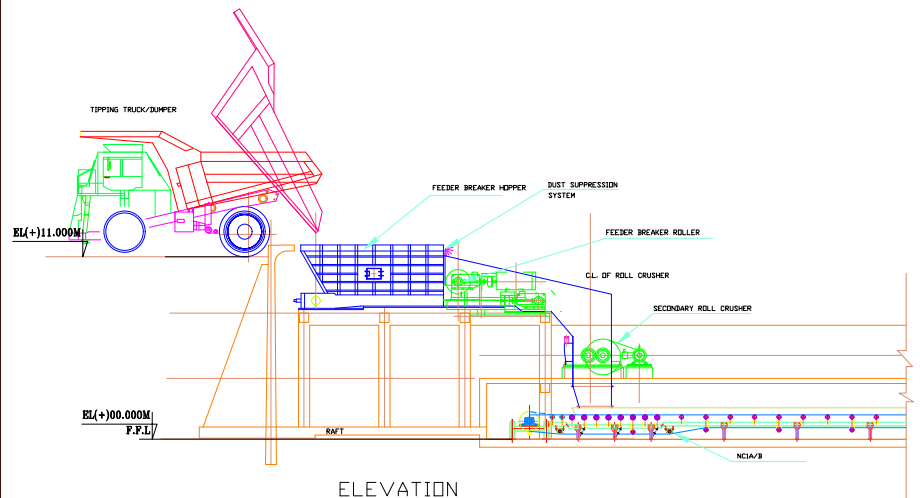 TIPPING TRUCK/DUMPER
FEEDER BREAKER HOPPER
DUST SUPPRESSION
SYSTEM
EL(+)11.000M
FEEDER BREAKER ROLLER
C.L. OF ROLL CRUSHER
SECONDARY ROLL CRUSHER
EL(+)00.000M
F.F.L
RAFT
NC1A/B
ELEVATION